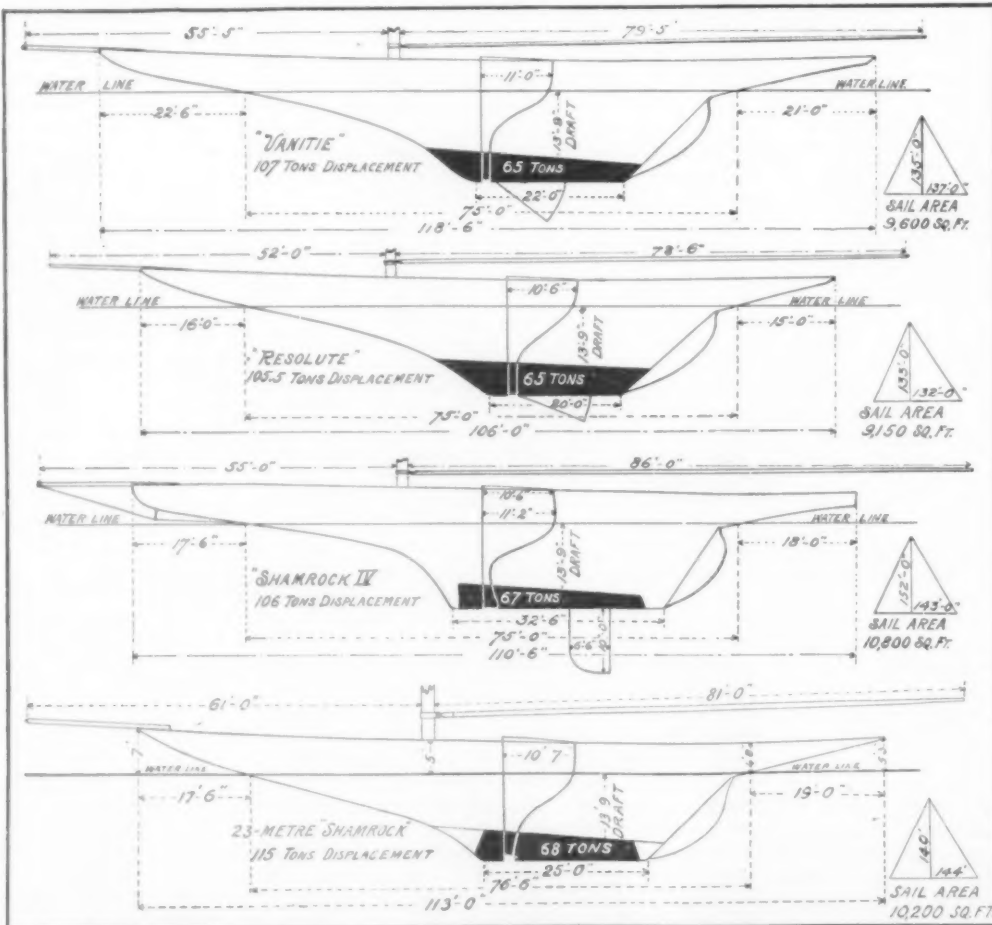 55'-5"
79'-5'
WATER LINE
11'-0"
WATER LINE
22'-6"
13'-9" DRAFT
21'-0"
"VANITIE"
107 TONS DISPLACEMENT
65 TONS
22'-0"
75'-0"
118'-6"
135'-0"
137'-0"
SAIL AREA
9,600 SQ. FT.
52'-0"
78'-6"
WATER LINE
10'-6"
WATER LINE
16'-0"
13'-9" DRAFT
15'-0"
"RESOLUTE"
105.5 TONS DISPLACEMENT
65 TONS
20'-0"
75'-0"
106'-0"
132'-0"
SAIL AREA
9,150 SQ. FT.
55'-0"
86'-0"
10'-6"
WATER LINE
11'-2"
WATER LINE
17'-6"
13'-9" DRAFT
18'-0"
"SHAMROCK IV
106 TONS DISPLACEMENT
67 TONS
32'-6"
75'-0"
110'-6"
152'-0"
143'-0"
SAIL AREA
10,800 SQ. FT.
61'-0"
81'-0"
10'7
WATER LINE
WATER LINE
17'-6"
13'-9 DRAFT
19'-0"
23-METRE "SHAMROCK"
115 TONS DISPLACEMENT
68 TONS
25'-0"
76'-6"
113'-0"
140'
144'
SAIL AREA
10,200 SQ. FT.